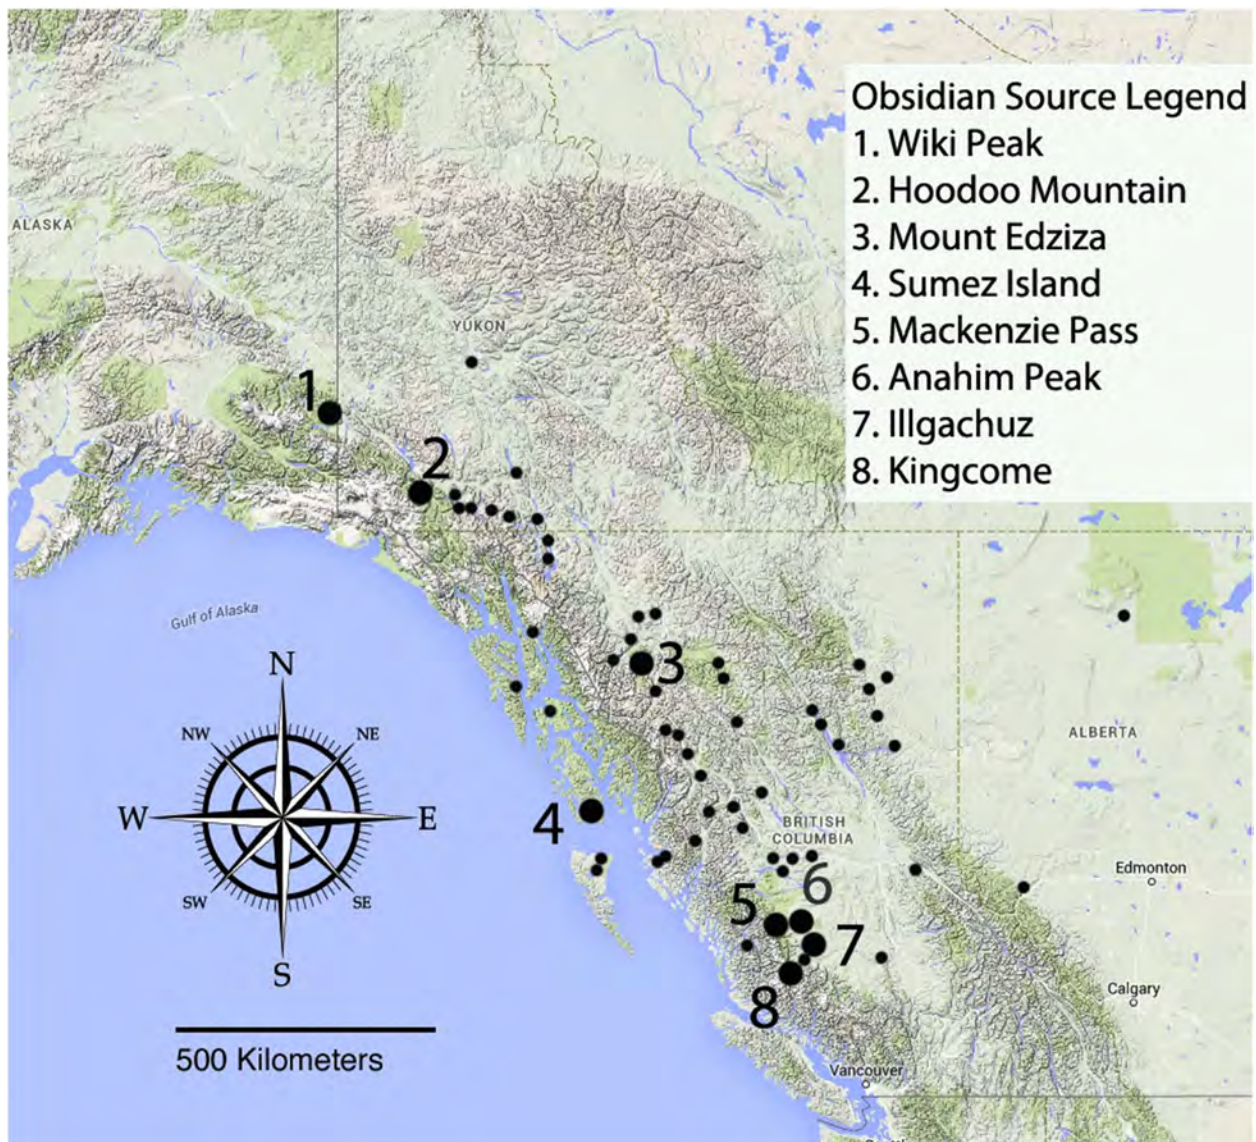 Obsidian Source Legend
1. Wiki Peak
2. Hoodoo Mountain
3. Mount Edziza
4. Sumez Island
5. Mackenzie Pass
6. Anahim Peak
7. Illgachuz
8. Kingcome
ALASKA
YUKON
1
2
Gulf of Alaska
N
NW
NE
W
E
SW
SE
S
3
ALBERTA
4
BRITISH
COLUMBIA
Edmonton
5
6
7
8
Calgary
500 Kilometers
Vancouver